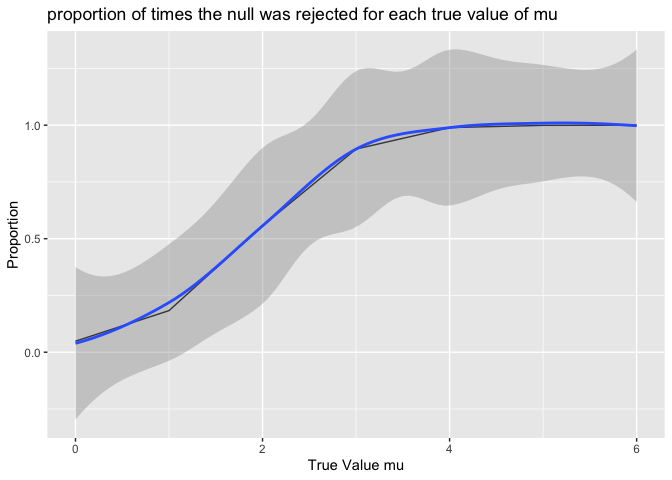 proportion of times the null was rejected for each true value of mu
1.0
0.5
0.0
Proportion
0 2 4 6
True Value mu